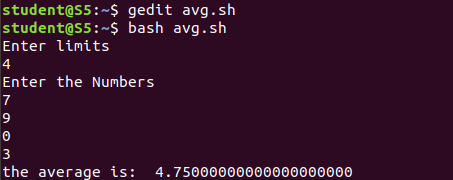 student@S5:~$ gedit avg.sh
student@S5:~$ bash avg.sh
Enter limits
4
Enter the Numbers
7
9
0
3
the average is:  4.75000000000000000000